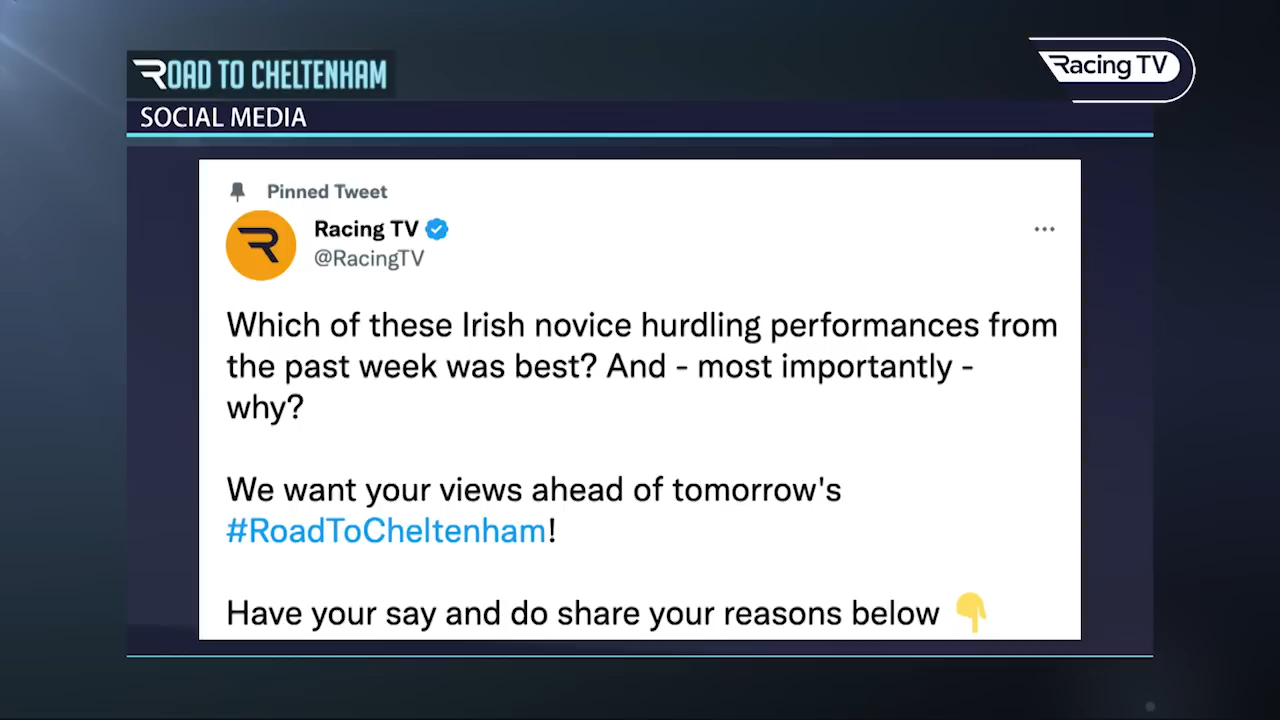 ROAD TO CHELTENHAM
Racing TV
SOCIAL MEDIA
Pinned Tweet
Racing TV
@RacingTV
Which of these Irish novice hurdling performances from
the past week was best? And - most importantly -
why?
We want your views ahead of tomorrow's
#RoadToCheltenham!
Have your say and do share your reasons below 👇